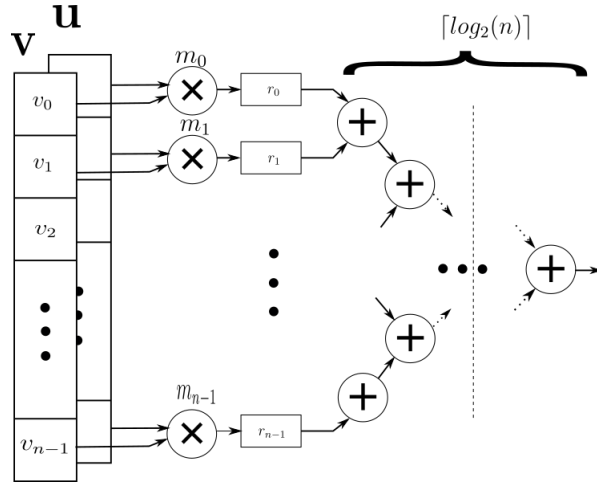 u
v
⌈log₂(n)⌉
m₀
v₀
r₀
m₁
v₁
r₁
v₂
mₙ₋₁
vₙ₋₁
rₙ₋₁